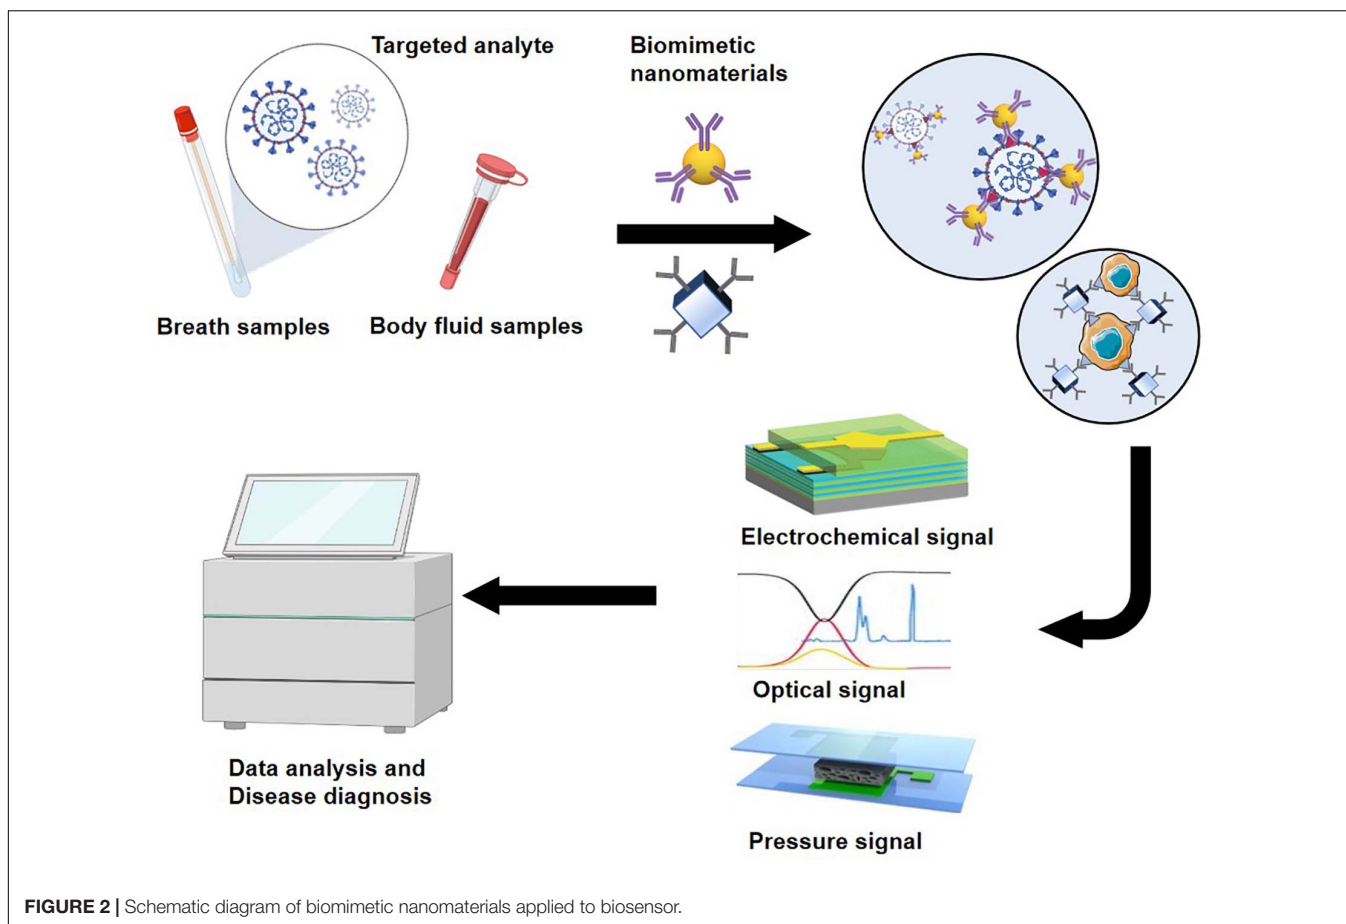 Targeted analyte
Biomimetic
nanomaterials
Breath samples
Body fluid samples
Electrochemical signal
Optical signal
Pressure signal
Data analysis and
Disease diagnosis
FIGURE 2 | Schematic diagram of biomimetic nanomaterials applied to biosensor.